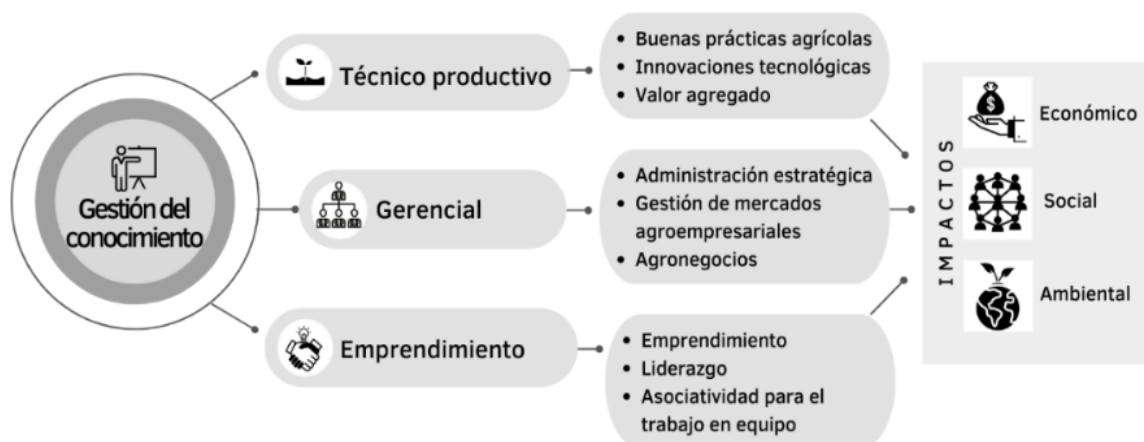 Gestión del
conocimiento
Técnico productivo
• Buenas prácticas agrícolas
• Innovaciones tecnológicas
• Valor agregado
Gerencial
• Administración estratégica
• Gestión de mercados
agroempresariales
• Agronegocios
Emprendimiento
• Emprendimiento
• Liderazgo
• Asociatividad para el
trabajo en equipo
IMPACTOS
$
Económico
Social
Ambiental